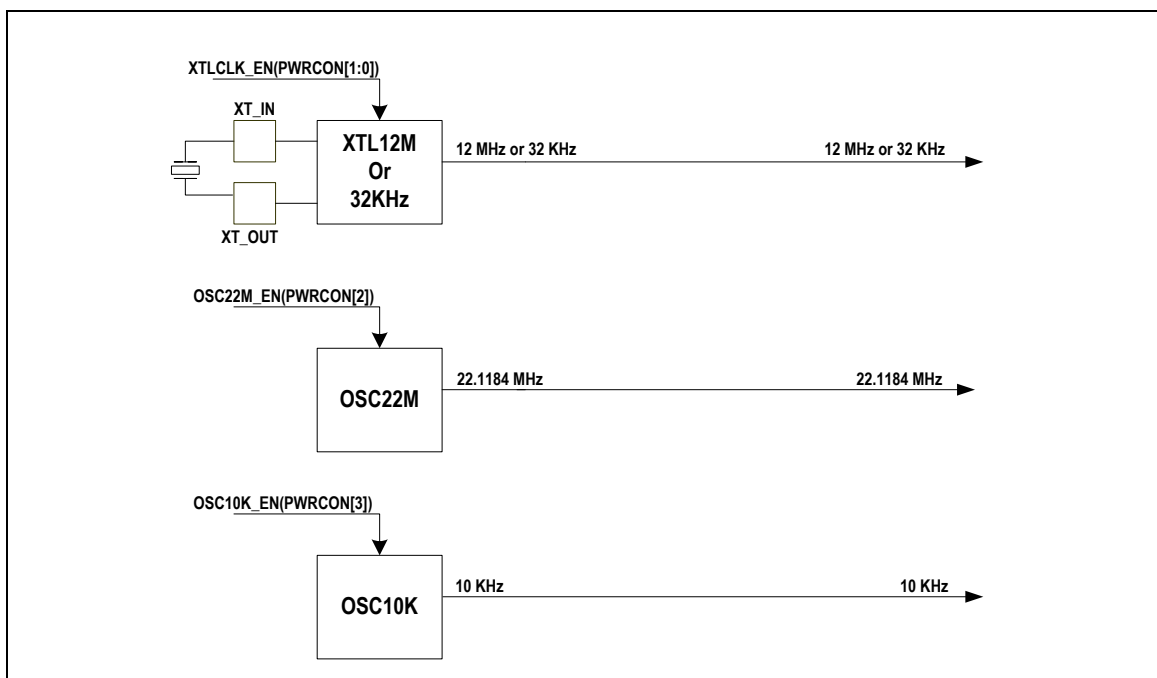 XTLCLK_EN(PWRCON[1:0])
XT_IN
XTL12M
Or
32KHz
12 MHz or 32 KHz
12 MHz or 32 KHz
XT_OUT
OSC22M_EN(PWRCON[2])
OSC22M
22.1184 MHz
22.1184 MHz
OSC10K_EN(PWRCON[3])
OSC10K
10 KHz
10 KHz